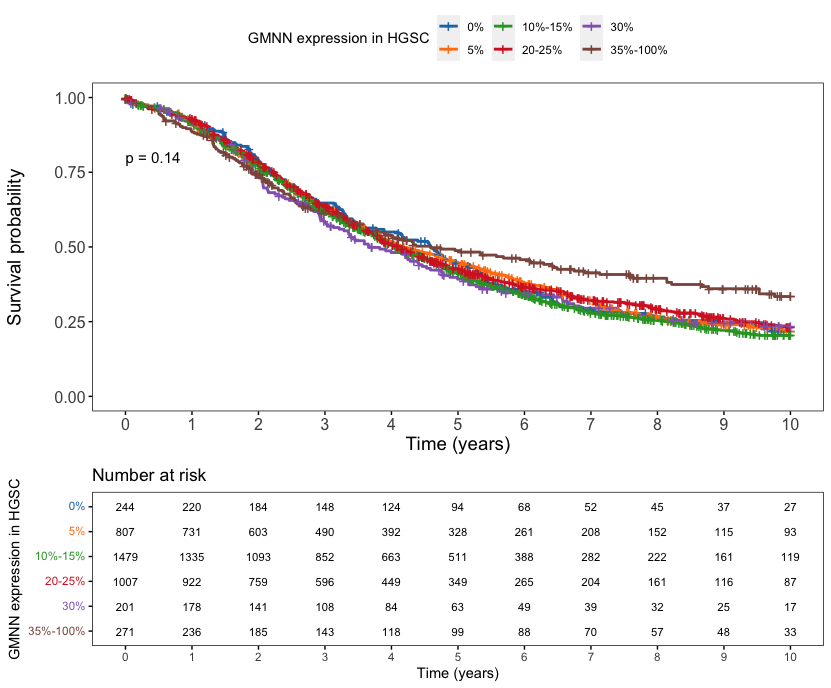 GMNN expression in HGSC 0% 10%-15% 30%
5% 20-25% 35%-100%
Survival probability
1.00
0.75
0.50
0.25
0.00
p = 0.14
0 1 2 3 4 5 6 7 8 9 10
Time (years)
Number at risk
GMNN expression in HGSC
0% 244 220 184 148 124 94 68 52 45 37 27
5% 807 731 603 490 392 328 261 208 152 115 93
10%-15% 1479 1335 1093 852 663 511 388 282 222 161 119
20-25% 1007 922 759 596 449 349 265 204 161 116 87
30% 201 178 141 108 84 63 49 39 32 25 17
35%-100% 271 236 185 143 118 99 88 70 57 48 33
0 1 2 3 4 5 6 7 8 9 10
Time (years)